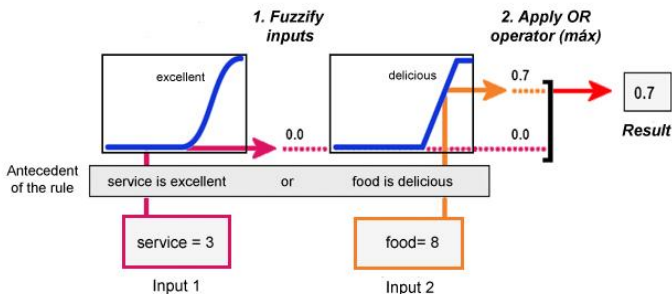 1. Fuzzify
inputs
2. Apply OR
operator (máx)
excellent
0.0
delicious
0.7
0.0
0.7
Result
Antecedent
of the rule
service is excellent or food is delicious
service = 3
food= 8
Input 1
Input 2